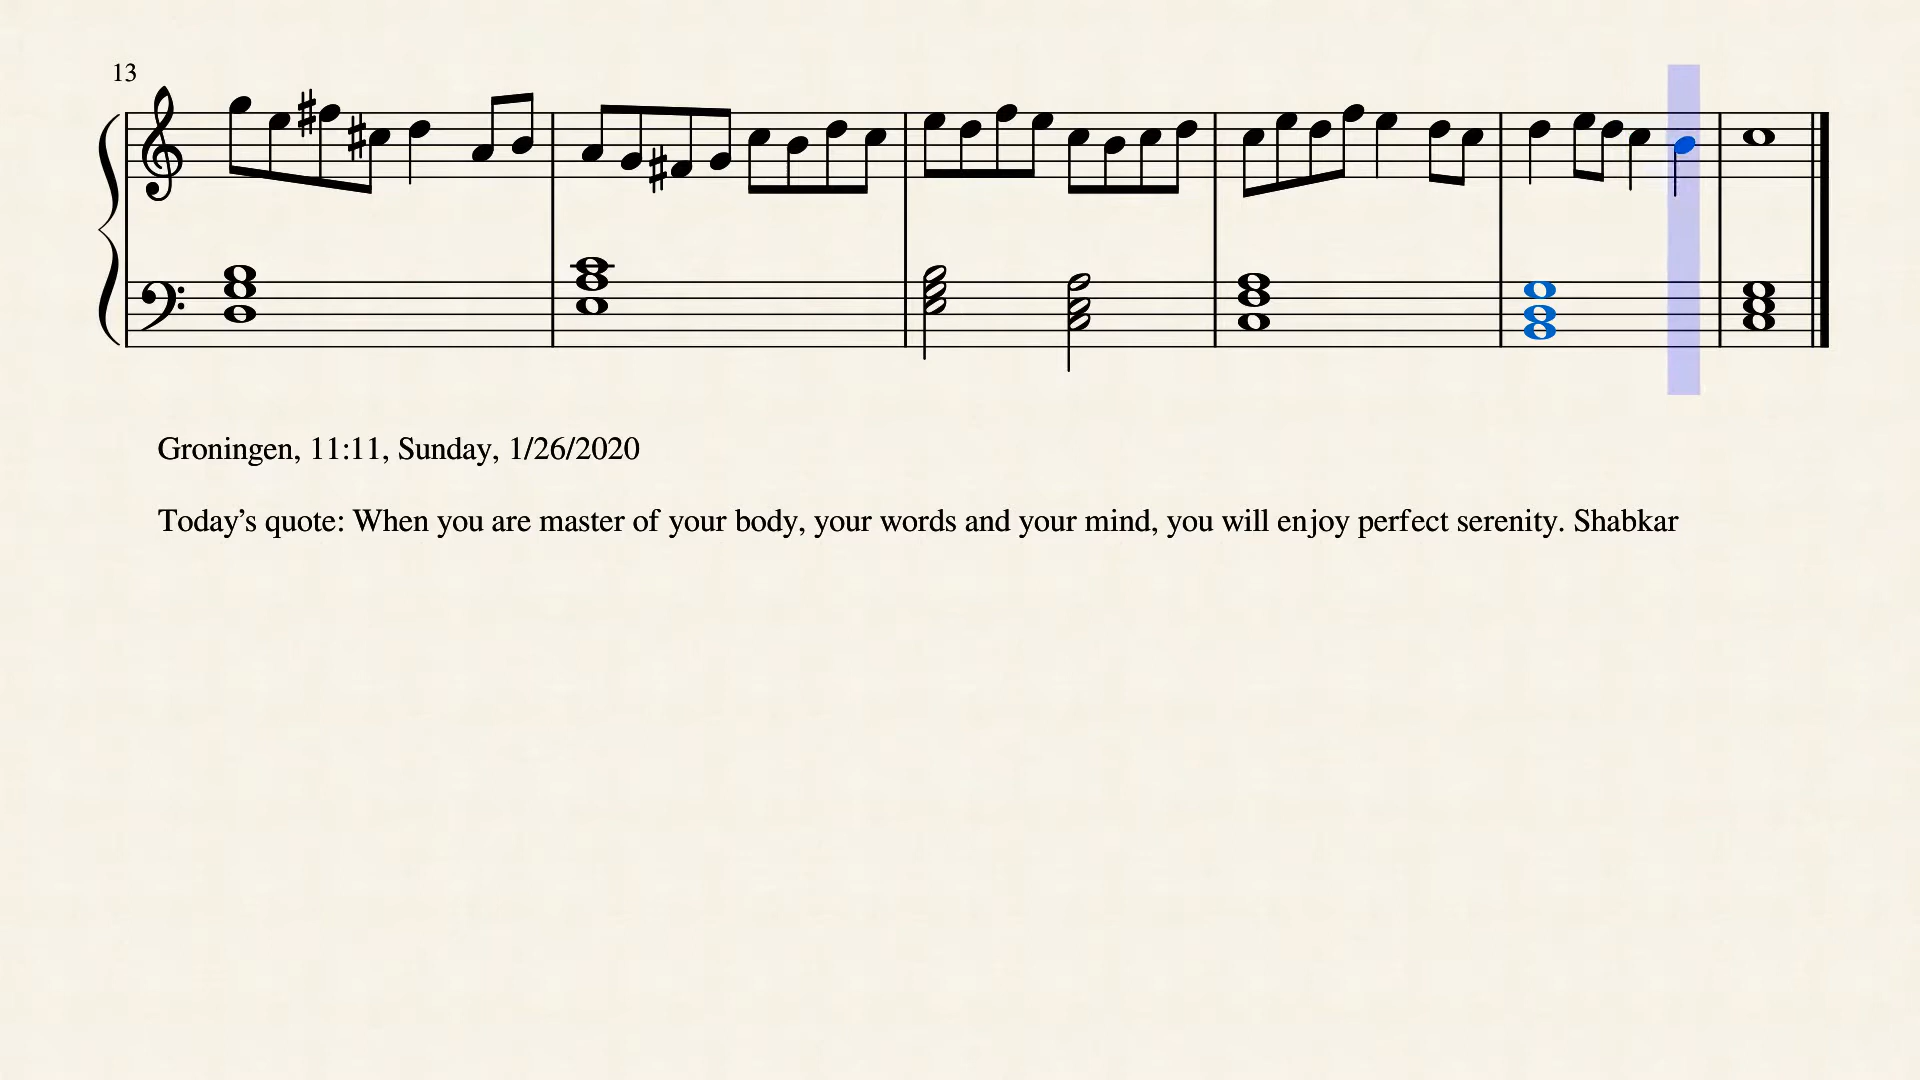 13
Groningen, 11:11, Sunday, 1/26/2020
Today’s quote: When you are master of your body, your words and your mind, you will enjoy perfect serenity. Shabkar